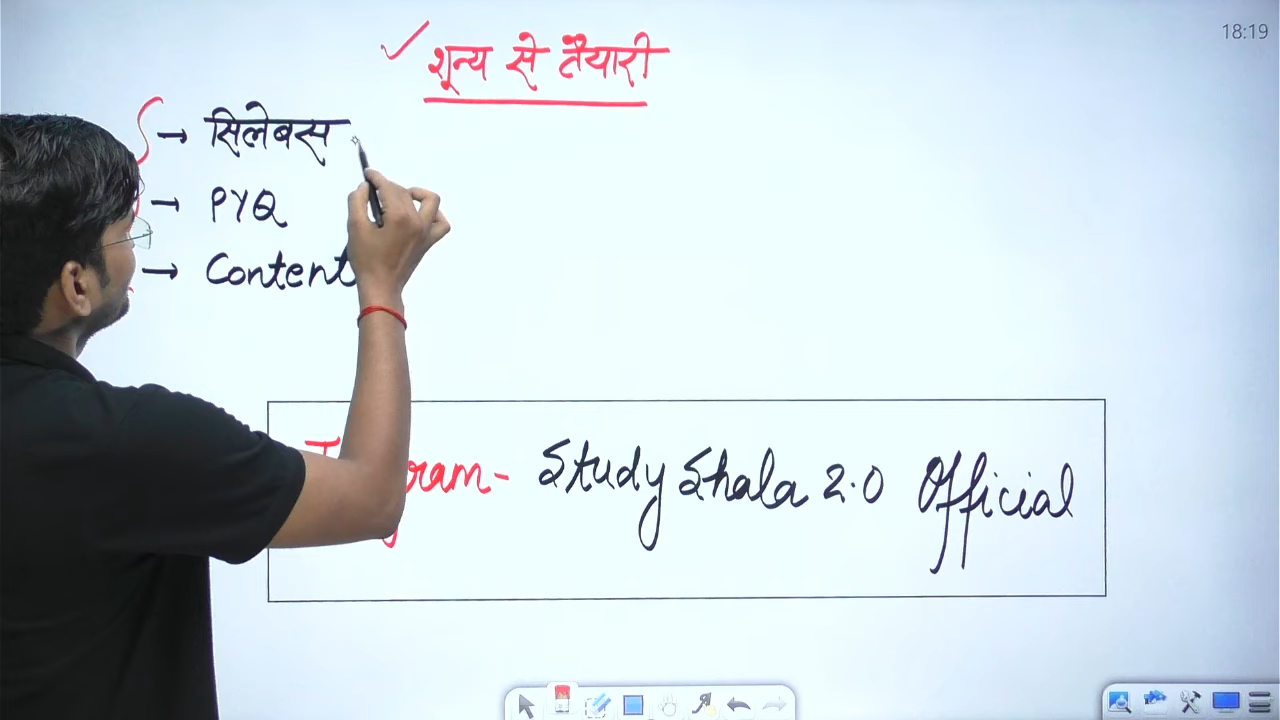 18:19
शून्य से तैयारी
→ सिलेबस
→ PYQ
→ Content
Study Shala 2.0 Official